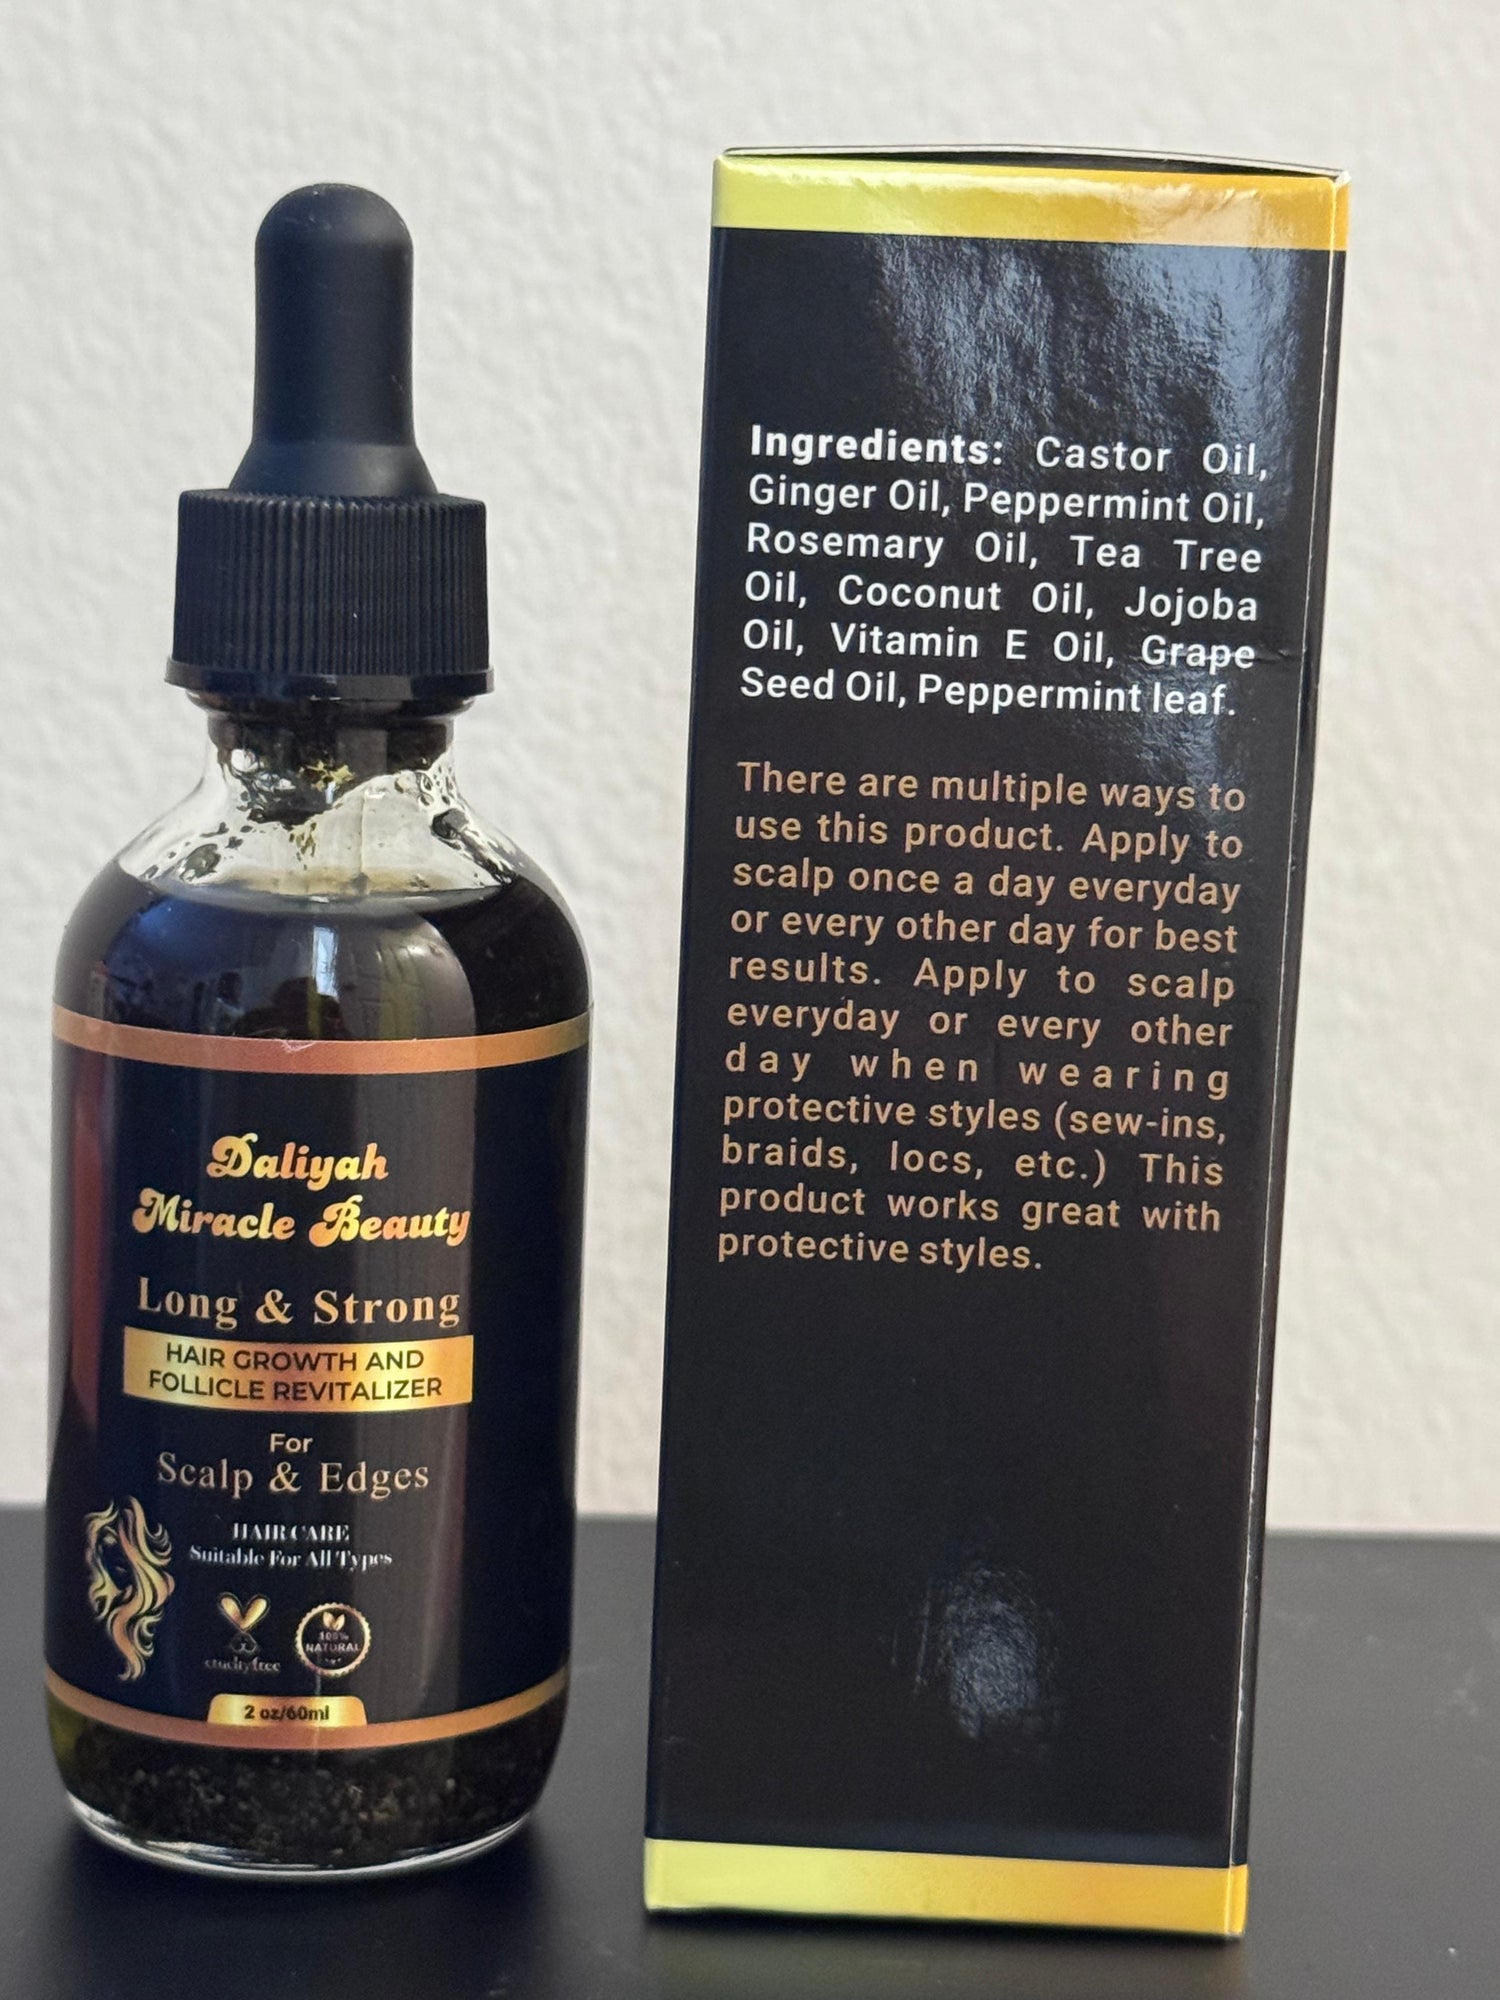 Daliyah
Miracle Beauty
Long & Strong
HAIR GROWTH AND
FOLLICLE REVITALIZER
For
Scalp & Edges
HAIR CARE
Suitable For All Types
crueltyfree
100%
NATURAL
2 oz/60ml
Ingredients: Castor Oil,
Ginger Oil, Peppermint Oil,
Rosemary Oil, Tea Tree
Oil, Coconut Oil, Jojoba
Oil, Vitamin E Oil, Grape
Seed Oil, Peppermint leaf.
There are multiple ways to
use this product. Apply to
scalp once a day everyday
or every other day for best
results. Apply to scalp
everyday or every other
day when wearing
protective styles (sew-ins,
braids, locs, etc.) This
product works great with
protective styles.